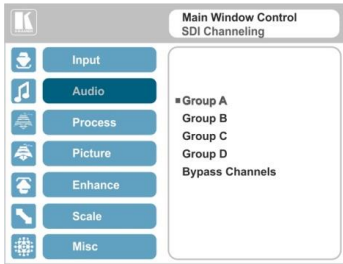 K
Main Window Control
SDI Channeling
Input
Audio
Process
Picture
Enhance
Scale
Misc
Group A
Group B
Group C
Group D
Bypass Channels